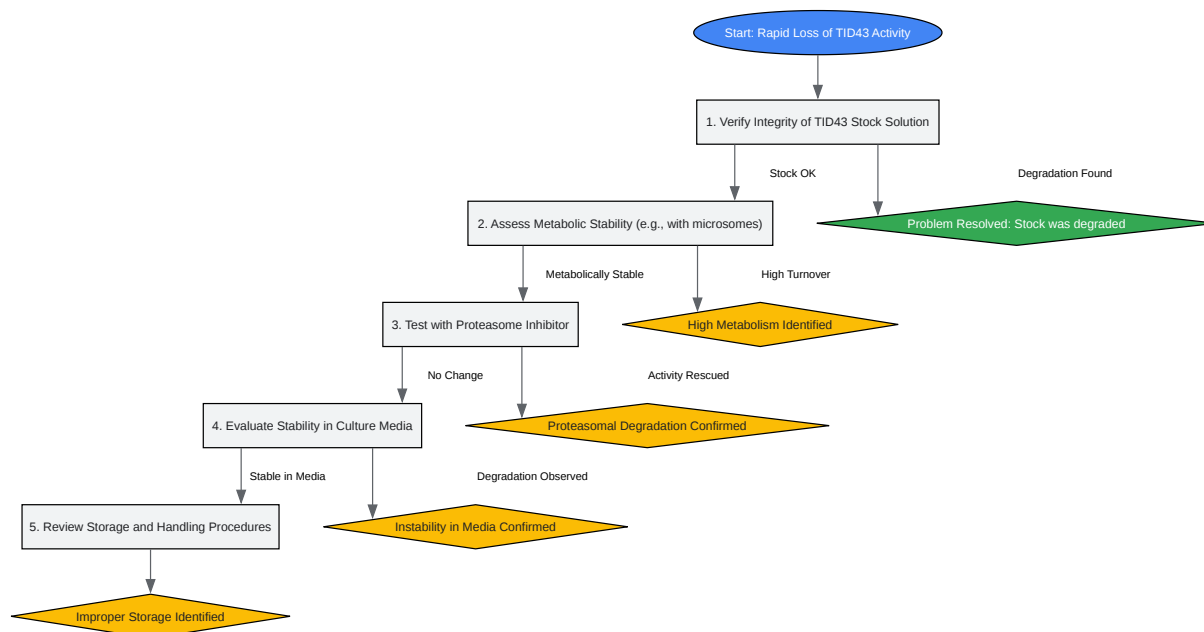 Start: Rapid Loss of TID43 Activity
1. Verify Integrity of TID43 Stock Solution
Stock OK
Degradation Found
2. Assess Metabolic Stability (e.g., with microsomes)
Problem Resolved: Stock was degraded
Metabolically Stable
High Turnover
3. Test with Proteasome Inhibitor
High Metabolism Identified
No Change
Activity Rescued
4. Evaluate Stability in Culture Media
Proteasomal Degradation Confirmed
Stable in Media
Degradation Observed
5. Review Storage and Handling Procedures
Instability in Media Confirmed
Improper Storage Identified